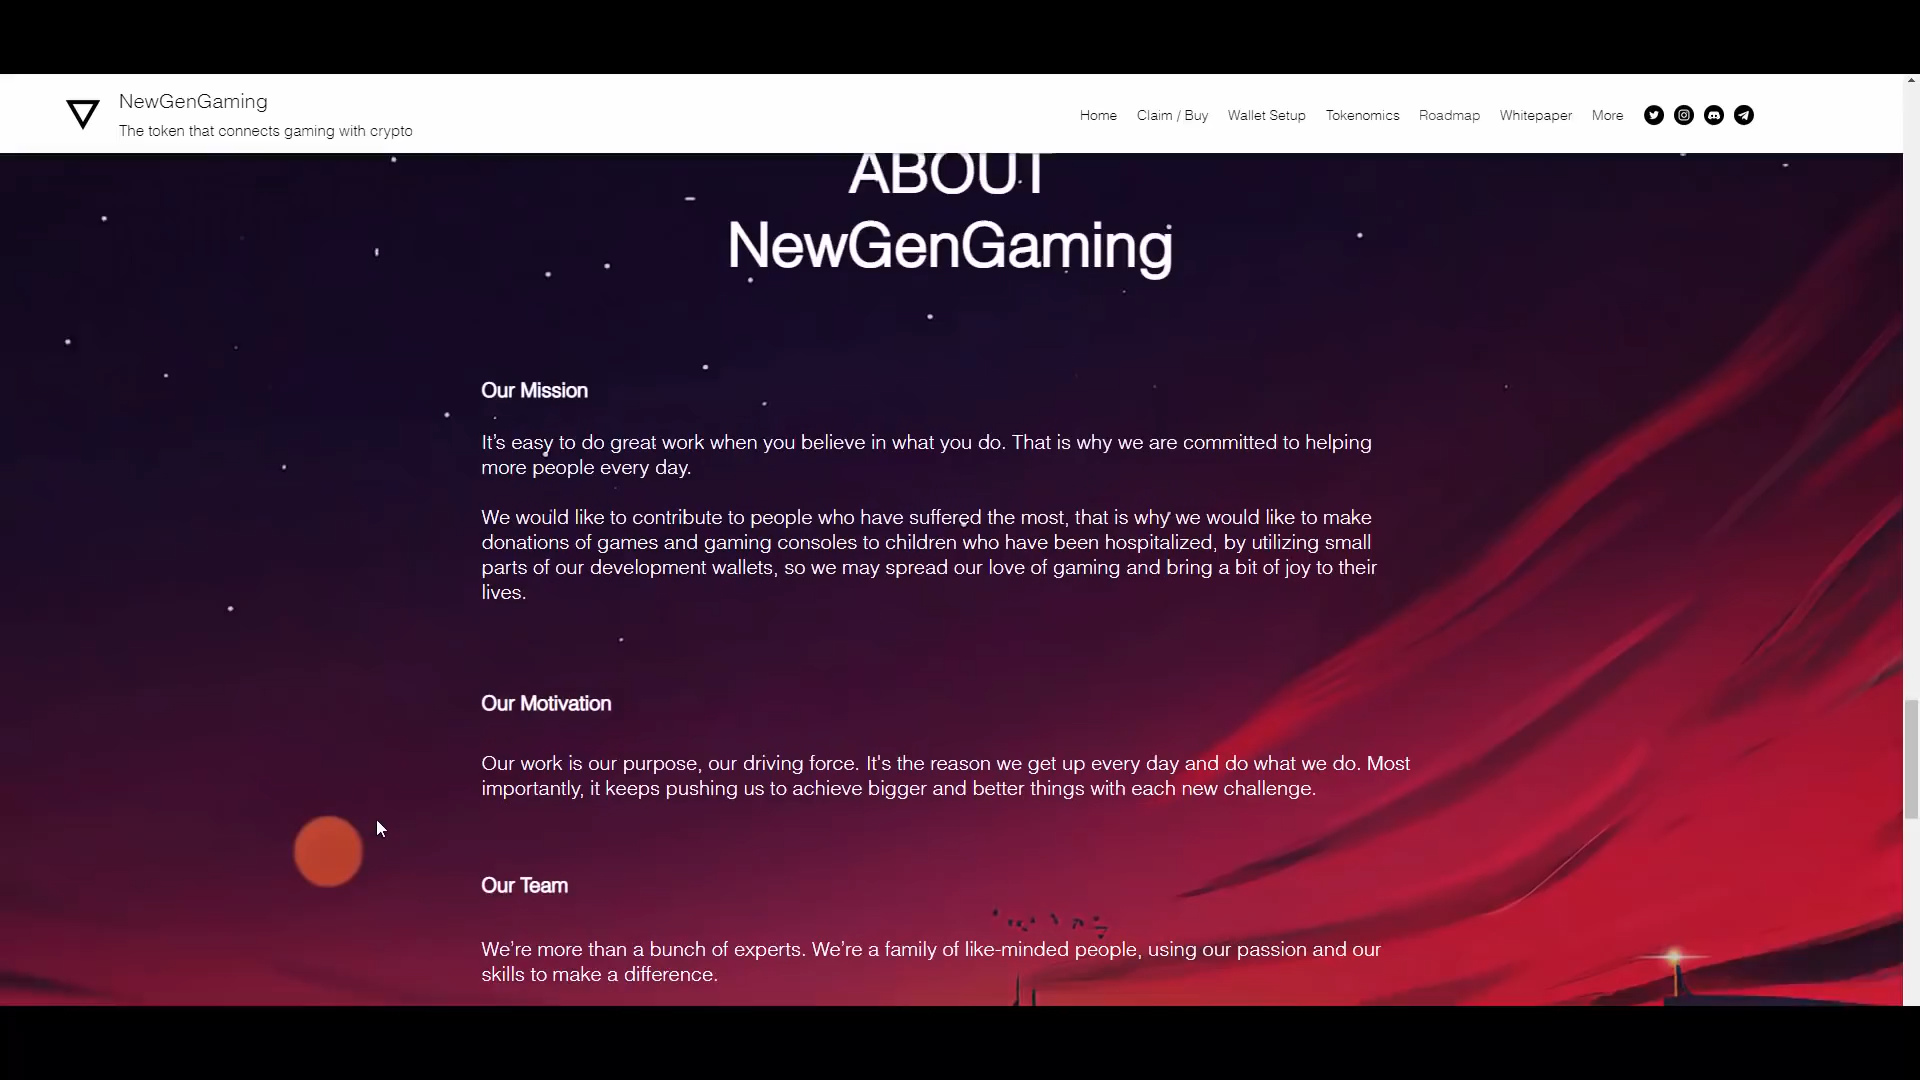 NewGenGaming
The token that connects gaming with crypto
Home Claim / Buy Wallet Setup Tokenomics Roadmap Whitepaper More
ABOUT
NewGenGaming
Our Mission
It's easy to do great work when you believe in what you do. That is why we are committed to helping
more people every day.
We would like to contribute to people who have suffered the most, that is why we would like to make
donations of games and gaming consoles to children who have been hospitalized, by utilizing small
parts of our development wallets, so we may spread our love of gaming and bring a bit of joy to their
lives.
Our Motivation
Our work is our purpose, our driving force. It's the reason we get up every day and do what we do. Most
importantly, it keeps pushing us to achieve bigger and better things with each new challenge.
Our Team
We're more than a bunch of experts. We're a family of like-minded people, using our passion and our
skills to make a difference.